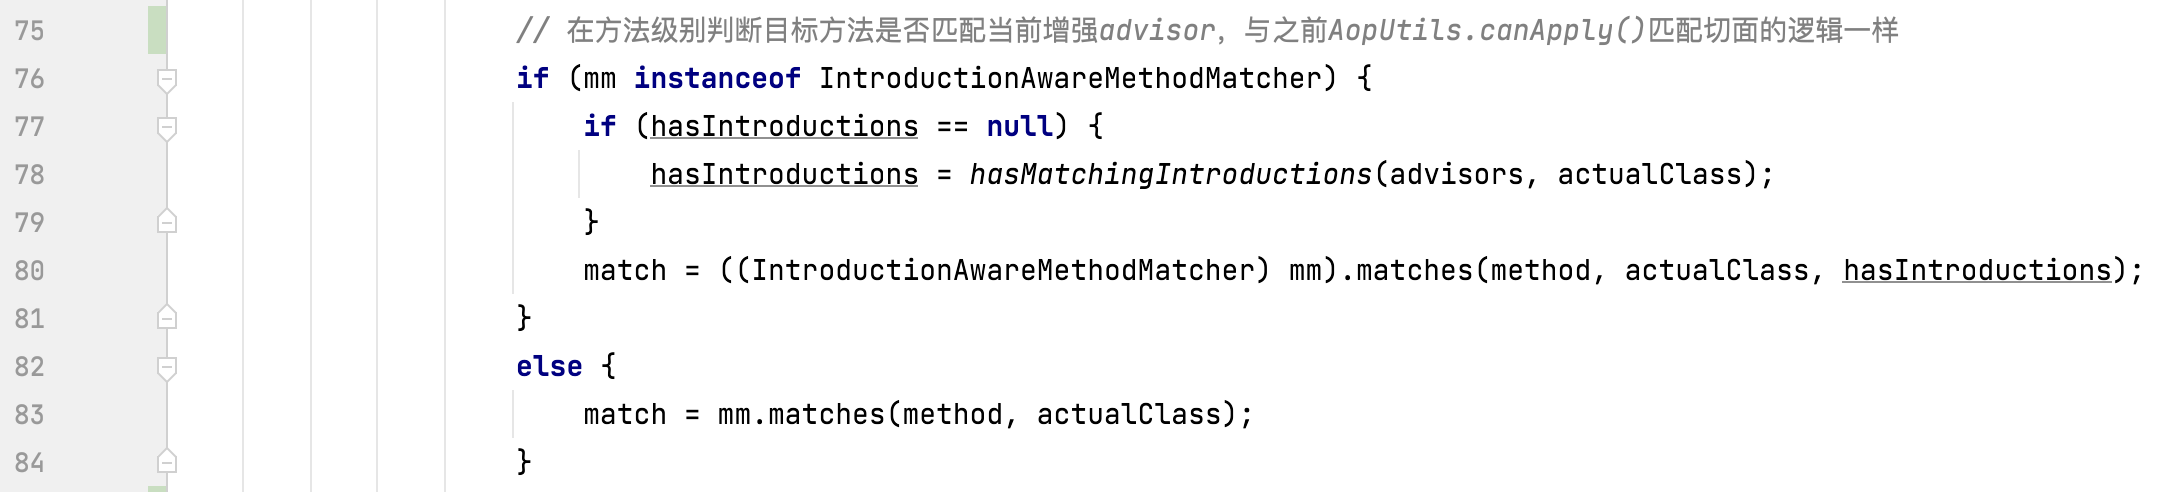 75 // 在方法级别判断目标方法是否匹配当前增强advisor，与之前AopUtils.canApply()匹配切面的逻辑一样
76 if (mm instanceof IntroductionAwareMethodMatcher) {
77 if (hasIntroductions == null) {
78 hasIntroductions = hasMatchingIntroductions(advisors, actualClass);
79 }
80 match = ((IntroductionAwareMethodMatcher) mm).matches(method, actualClass, hasIntroductions);
81 }
82 else {
83 match = mm.matches(method, actualClass);
84 }